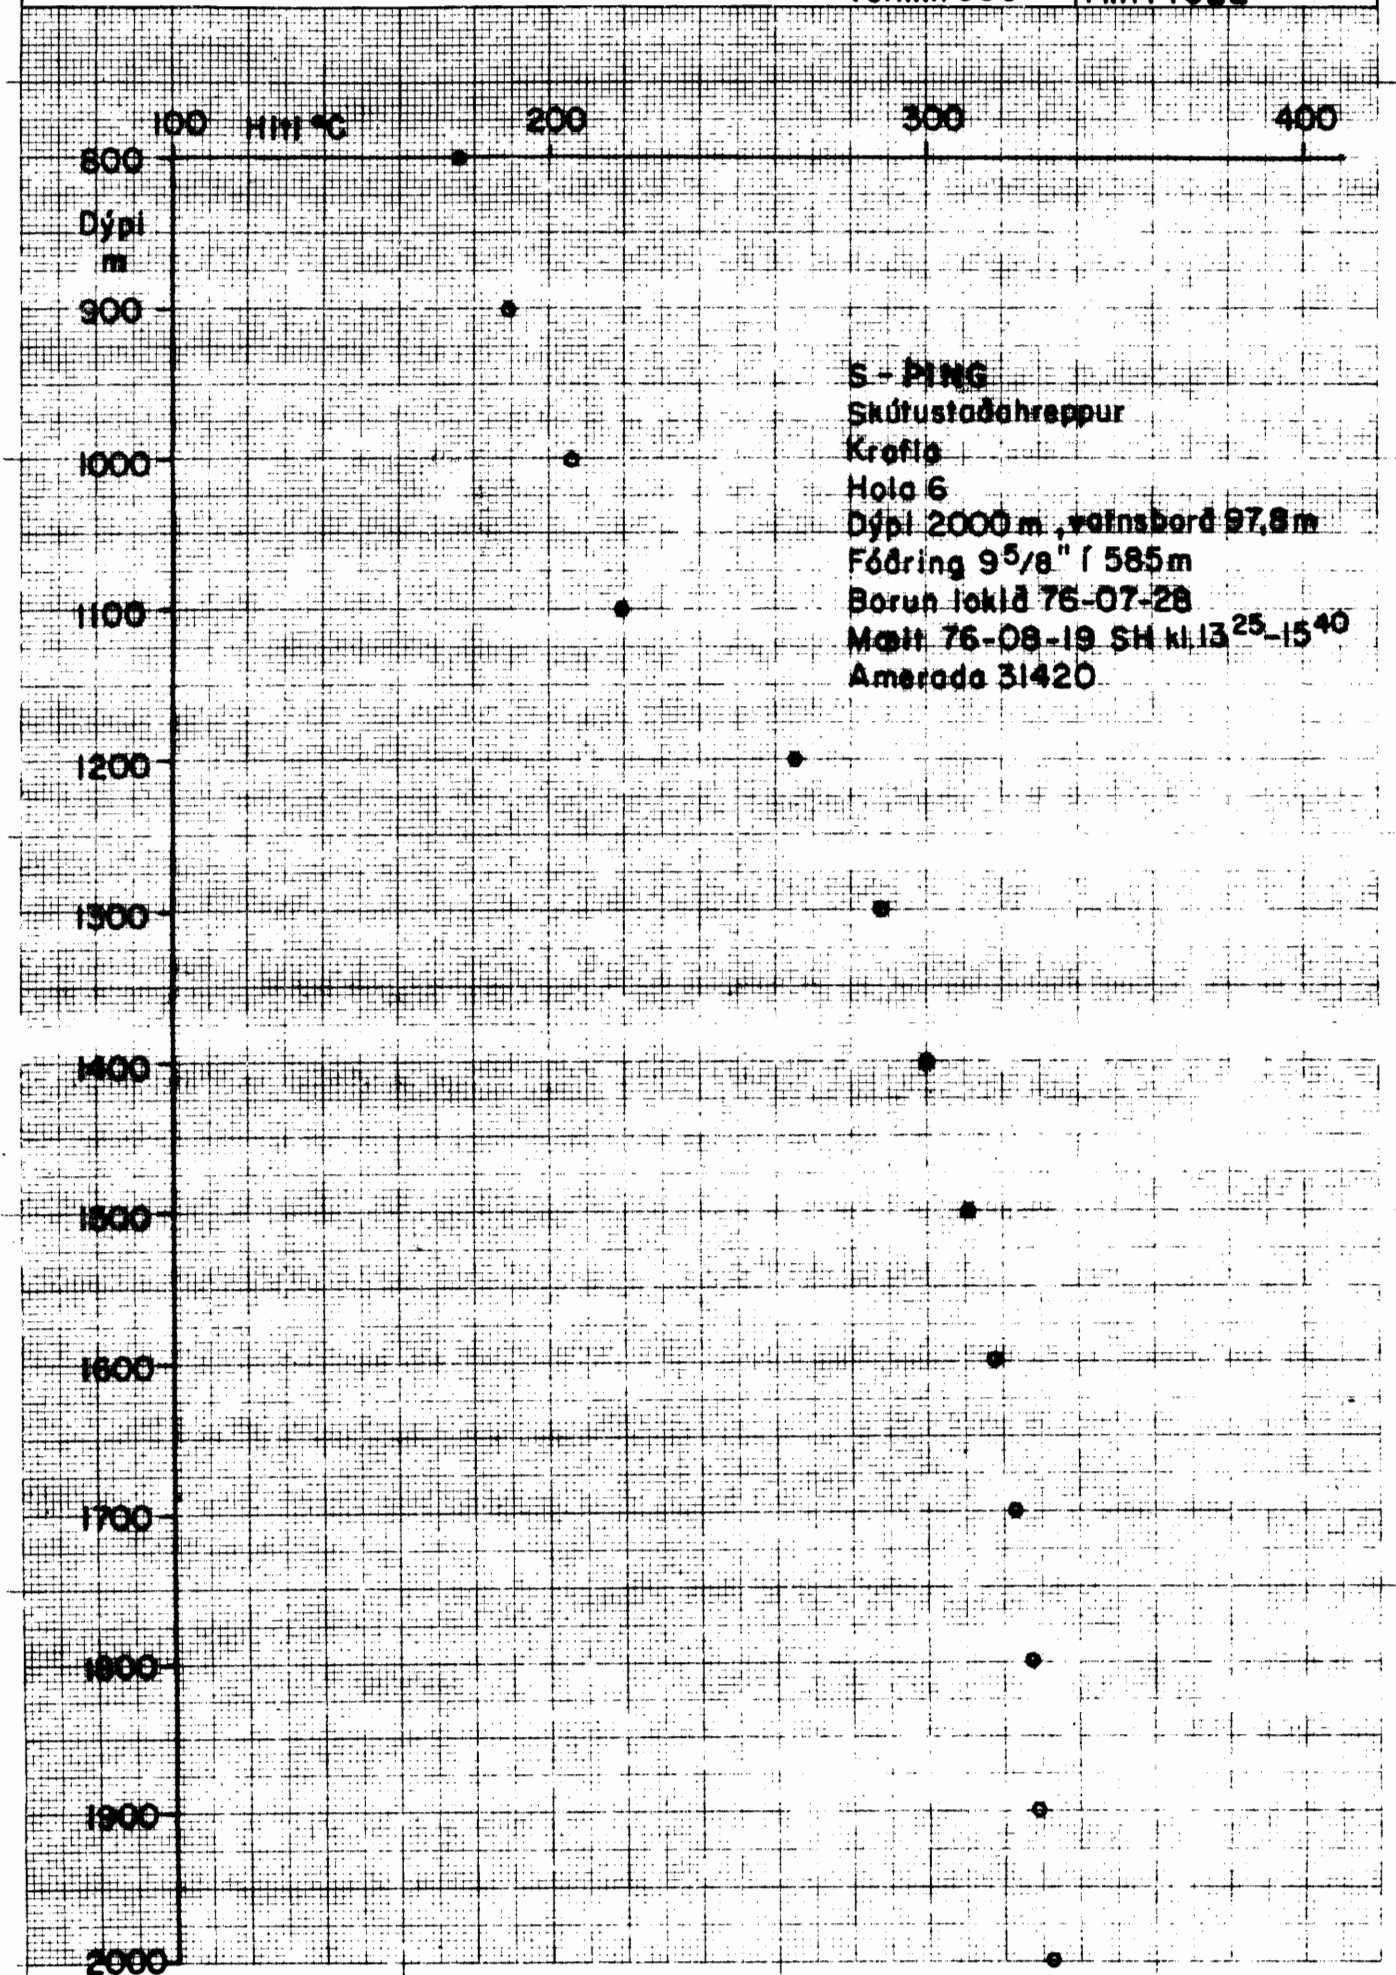 100 Hiti °C 200 300 400
800
Dýpi
m
900
1000
1100
1200
1300
1400
1500
1600
1700
1800
1900
2000
S - ÞING
Skútustaðahreppur
Krafla
Hola 6
Dýpi 2000 m , vatnsborð 97,8 m
Fóðring 9 5/8" í 585 m
Borun lokið 76-07-28
Mælt 76-08-19 SH kl. 13 25 - 15 40
Amerada 31420